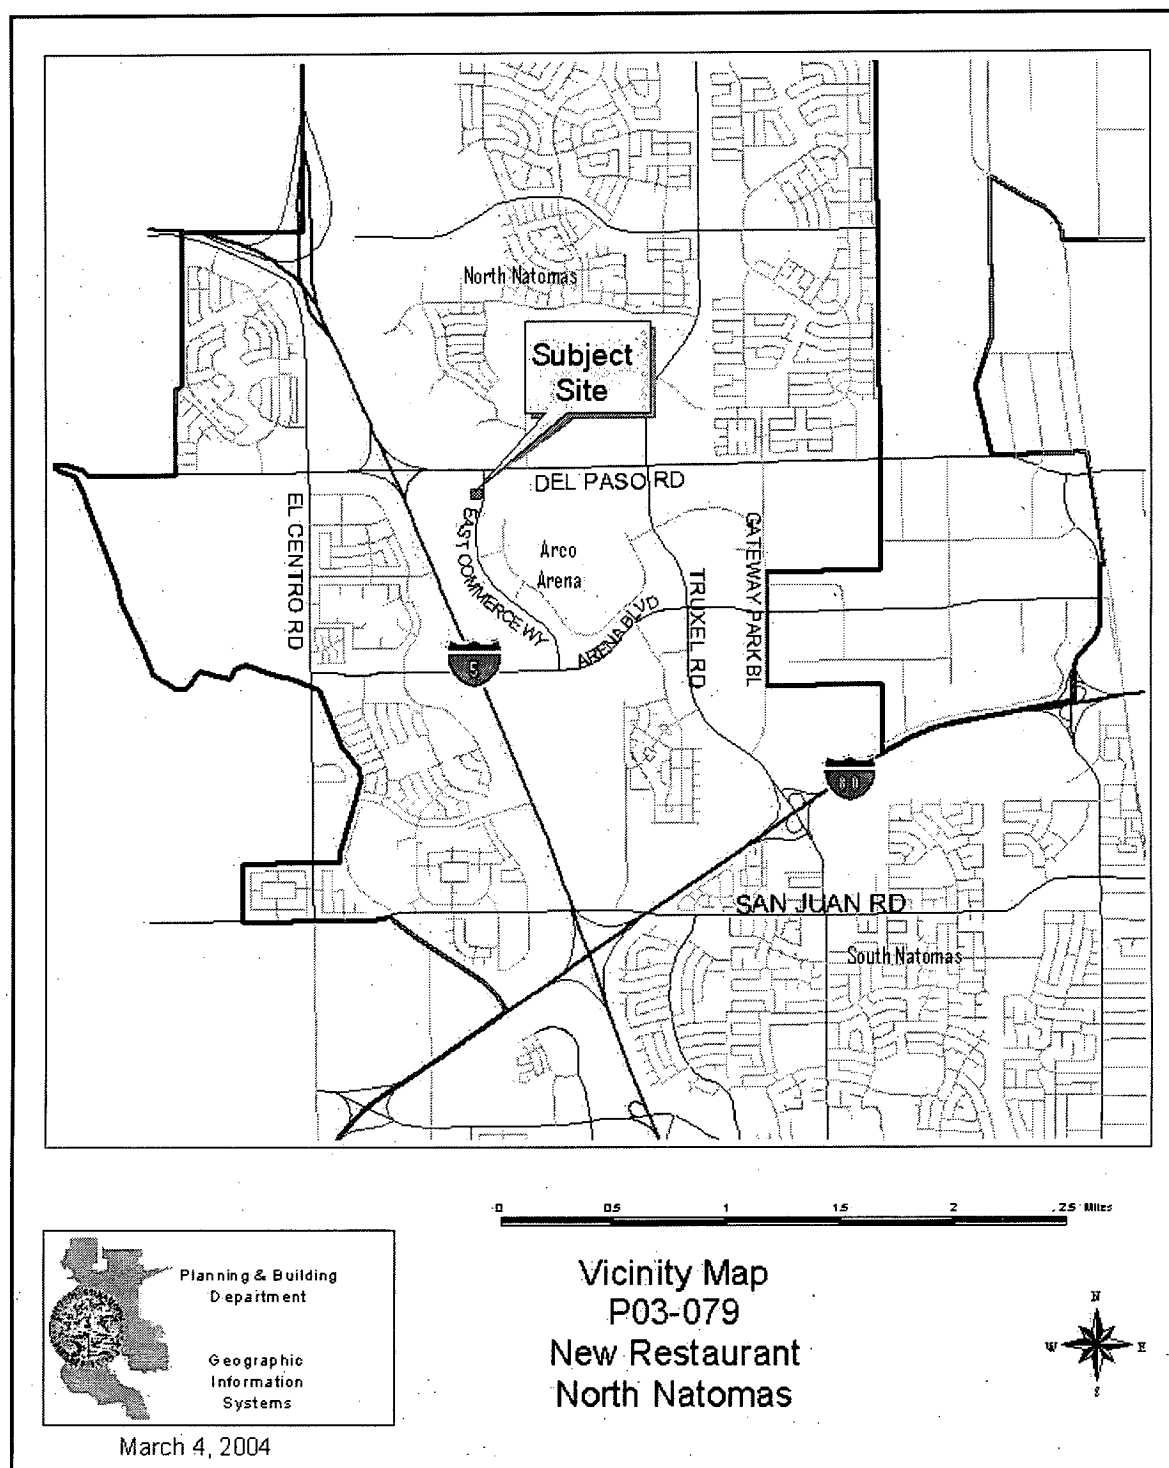 North Natomas
Subject
Site
DEL PASO RD
EL CENTRO RD
EAST COMMERCE WY
Arco
Arena
ARENA BLVD
TRUXEL RD
GATEWAY PARK BL
5
80
SAN JUAN RD
South Natomas
0 0.5 1 1.5 2 2.5 Miles
Planning & Building
Department
Geographic
Information
Systems
Vicinity Map
P03-079
New Restaurant
North Natomas
N
W E
S
March 4, 2004